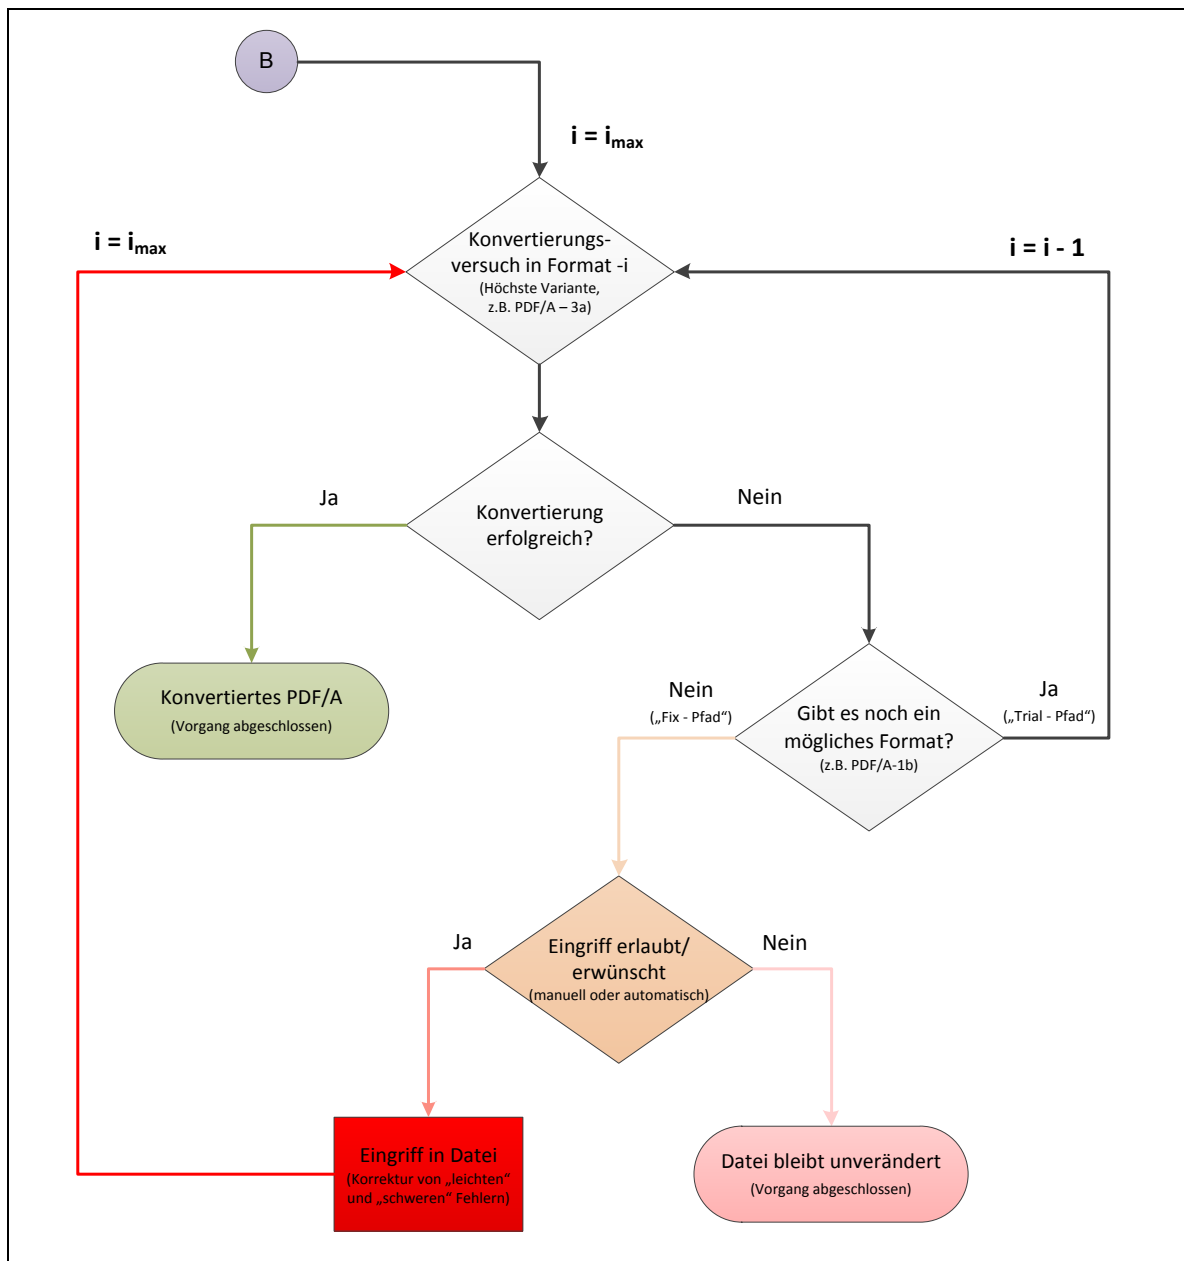 B
i = imax
i = imax
i = i - 1
Konvertierungs-
versuch in Format -i
(Höchste Variante,
z.B. PDF/A – 3a)
Ja
Nein
Konvertierung
erfolgreich?
Konvertiertes PDF/A
(Vorgang abgeschlossen)
Nein
(„Fix - Pfad“)
Ja
(„Trial - Pfad“)
Gibt es noch ein
mögliches Format?
(z.B. PDF/A-1b)
Ja
Nein
Eingriff erlaubt/
erwünscht
(manuell oder automatisch)
Eingriff in Datei
(Korrektur von „leichten“
und „schweren“ Fehlern)
Datei bleibt unverändert
(Vorgang abgeschlossen)